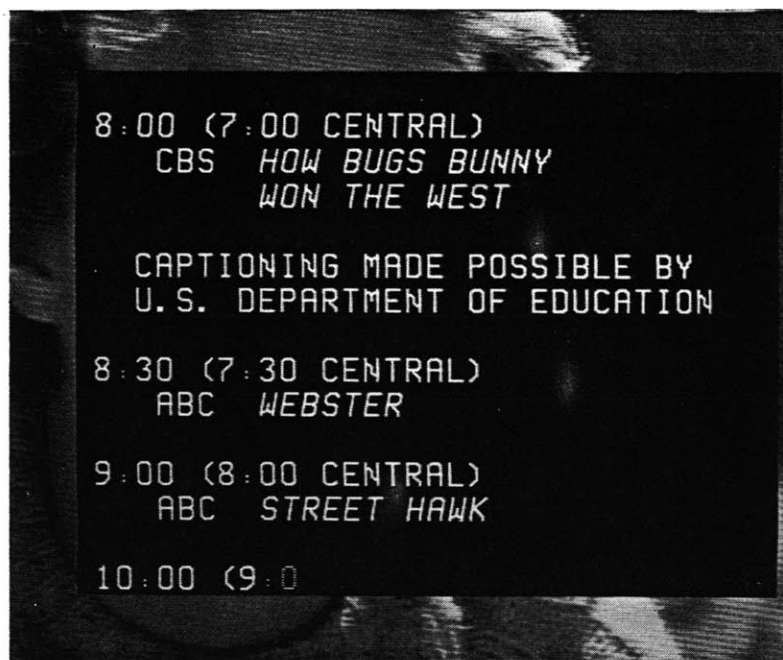 8:00 (7:00 CENTRAL)
CBS HOW BUGS BUNNY
WON THE WEST
CAPTIONING MADE POSSIBLE BY
U.S. DEPARTMENT OF EDUCATION
8:30 (7:30 CENTRAL)
ABC WEBSTER
9:00 (8:00 CENTRAL)
ABC STREET HAWK
10:00 (9:0